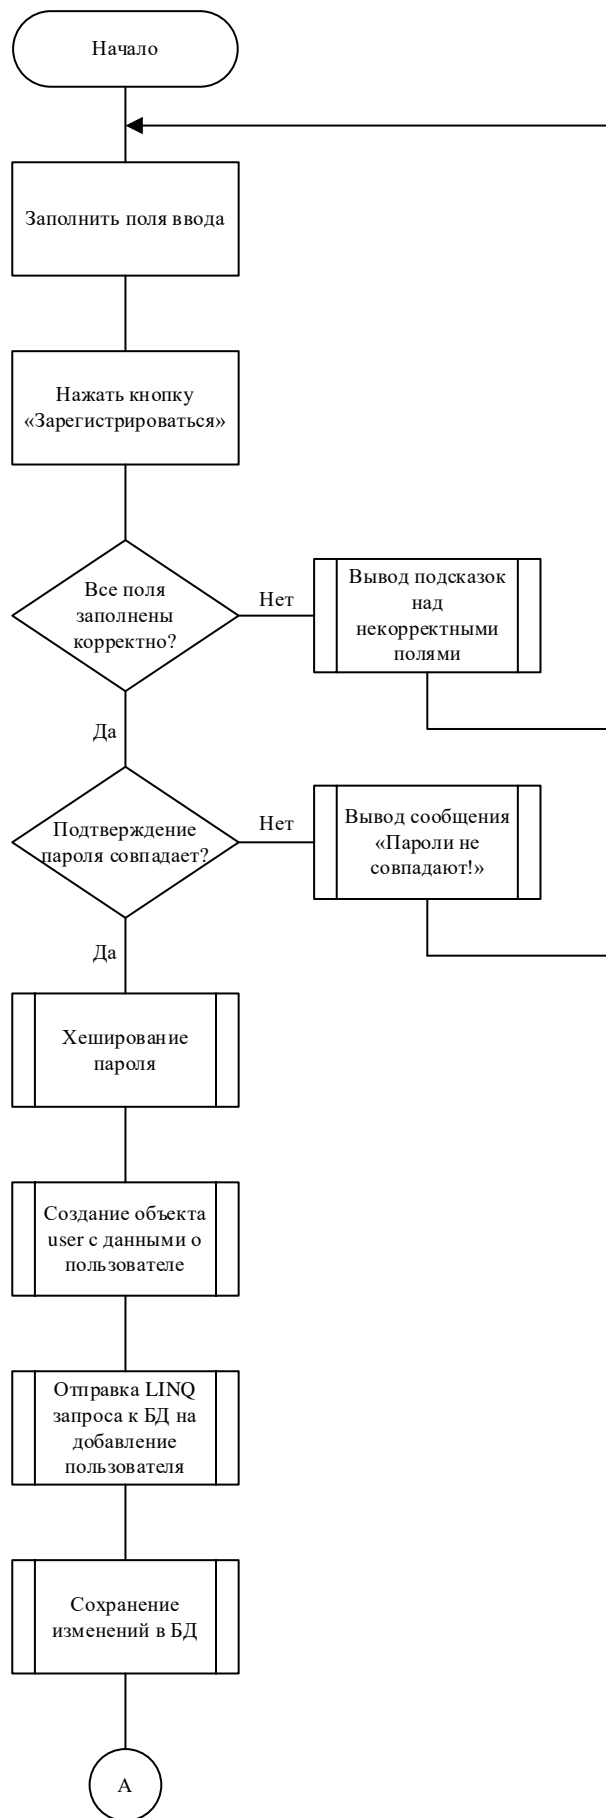 Начало
Заполнить поля ввода
Нажать кнопку
«Зарегистрироваться»
Все поля
заполнены
корректно?
Нет
Вывод подсказок
над
некорректными
полями
Да
Подтверждение
пароля совпадает?
Нет
Вывод сообщения
«Пароли не
совпадают!»
Да
Хеширование
пароля
Создание объекта
user с данными о
пользователе
Отправка LINQ
запроса к БД на
добавление
пользователя
Сохранение
изменений в БД
А